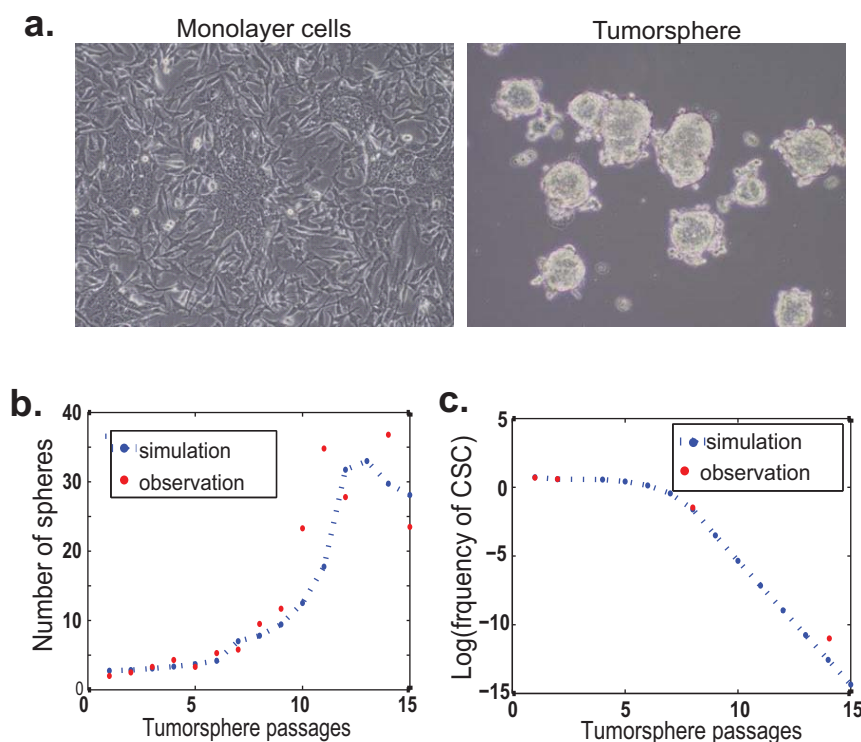 a.
Monolayer cells
Tumorsphere
b.
Number of spheres
40
30
20
10
0
simulation
observation
0 5 10 15
Tumorsphere passages
c.
Log(frquency of CSC)
5
0
−5
−10
−15
simulation
observation
0 5 10 15
Tumorsphere passages